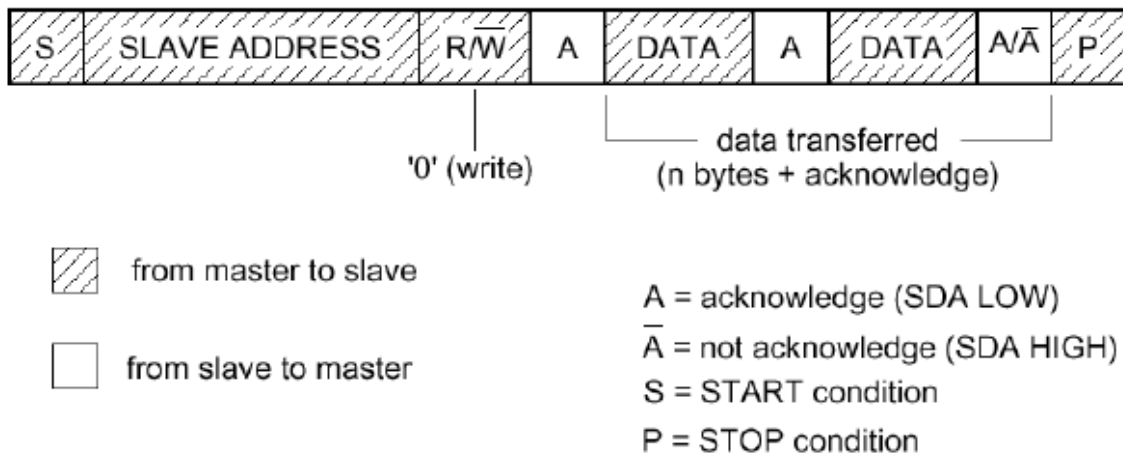 S SLAVE ADDRESS R/W̅ A DATA A DATA A/A̅ P
data transferred
'0' (write) (n bytes + acknowledge)
from master to slave
A = acknowledge (SDA LOW)
A̅ = not acknowledge (SDA HIGH)
from slave to master
S = START condition
P = STOP condition